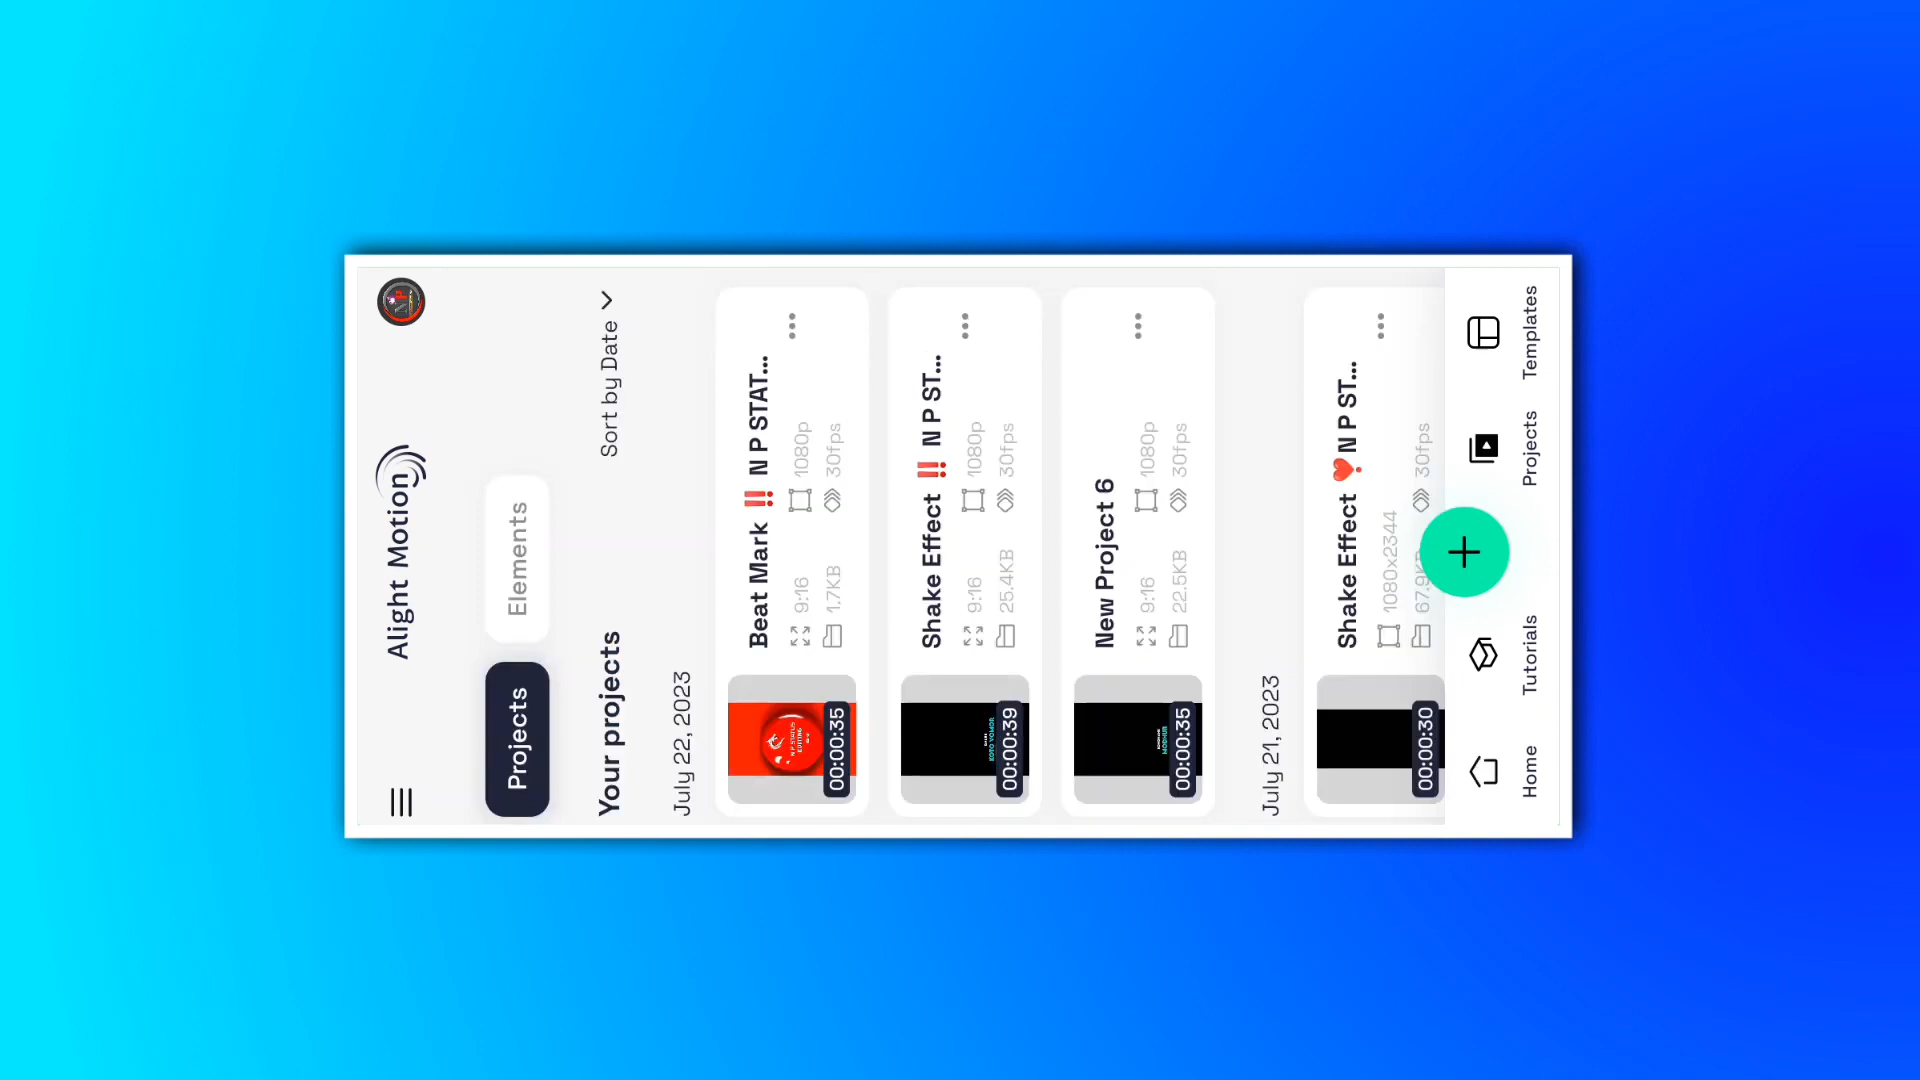 Alight Motion
Projects
Elements
Your projects
Sort by Date
July 22, 2023
Beat Mark ‼️ N P STAT...
9:16
1080p
1.7KB
30fps
00:00:35
Shake Effect ‼️ N P ST...
9:16
1080p
25.4KB
30fps
00:00:39
New Project 6
9:16
1080p
22.5KB
30fps
00:00:35
July 21, 2023
Shake Effect ❣️ N P ST...
1080x2344
67.9K
30fps
00:00:30
Home
Tutorials
Projects
Templates